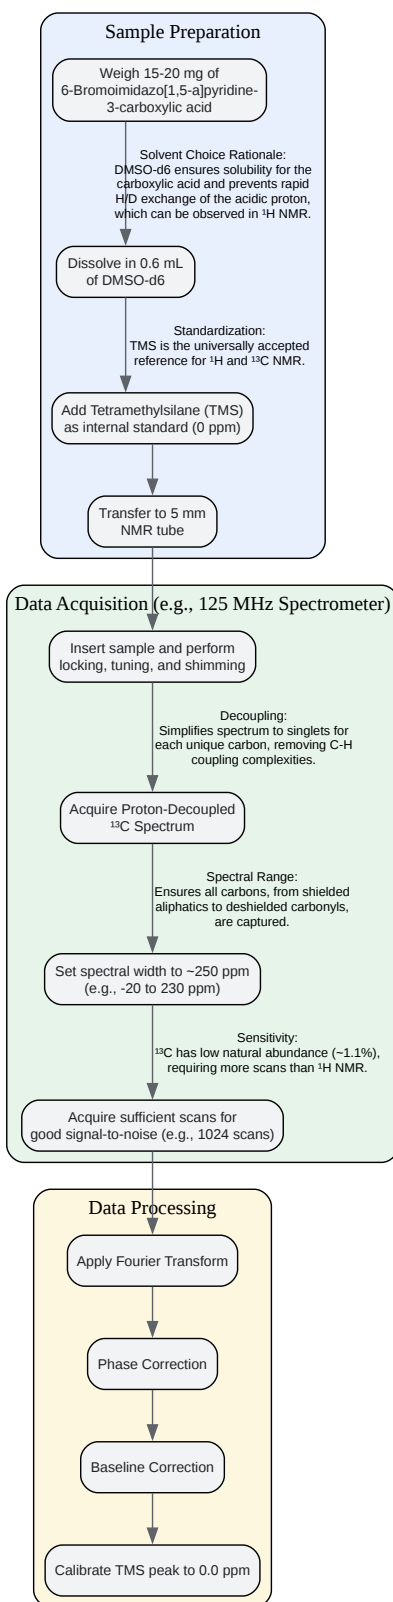 Sample Preparation
Weigh 15-20 mg of
6-Bromoimidazo[1,5-a]pyridine-
3-carboxylic acid
Solvent Choice Rationale:
DMSO-d6 ensures solubility for the
carboxylic acid and prevents rapid
H/D exchange of the acidic proton,
which can be observed in ¹H NMR.
Dissolve in 0.6 mL
of DMSO-d6
Standardization:
TMS is the universally accepted
reference for ¹H and ¹³C NMR.
Add Tetramethylsilane (TMS)
as internal standard (0 ppm)
Transfer to 5 mm
NMR tube
Data Acquisition (e.g., 125 MHz Spectrometer)
Insert sample and perform
locking, tuning, and shimming
Decoupling:
Simplifies spectrum to singlets for
each unique carbon, removing C-H
coupling complexities.
Acquire Proton-Decoupled
¹³C Spectrum
Spectral Range:
Ensures all carbons, from shielded
aliphatics to deshielded carbonyls,
are captured.
Set spectral width to ~250 ppm
(e.g., -20 to 230 ppm)
Sensitivity:
¹³C has low natural abundance (~1.1%),
requiring more scans than ¹H NMR.
Acquire sufficient scans for
good signal-to-noise (e.g., 1024 scans)
Data Processing
Apply Fourier Transform
Phase Correction
Baseline Correction
Calibrate TMS peak to 0.0 ppm